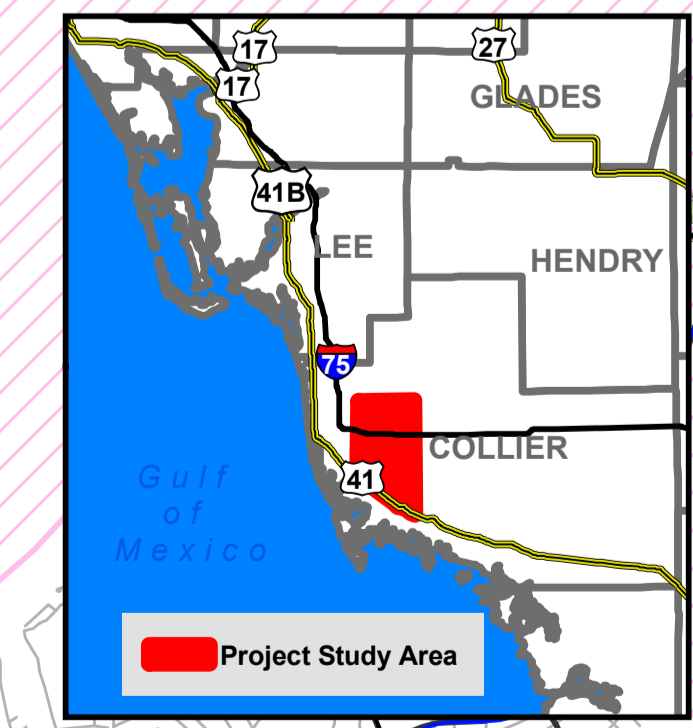 17
27
17
GLADES
41B
LEE
HENDRY
75
COLLIER
41
Gulf
of
Mexico
Project Study Area